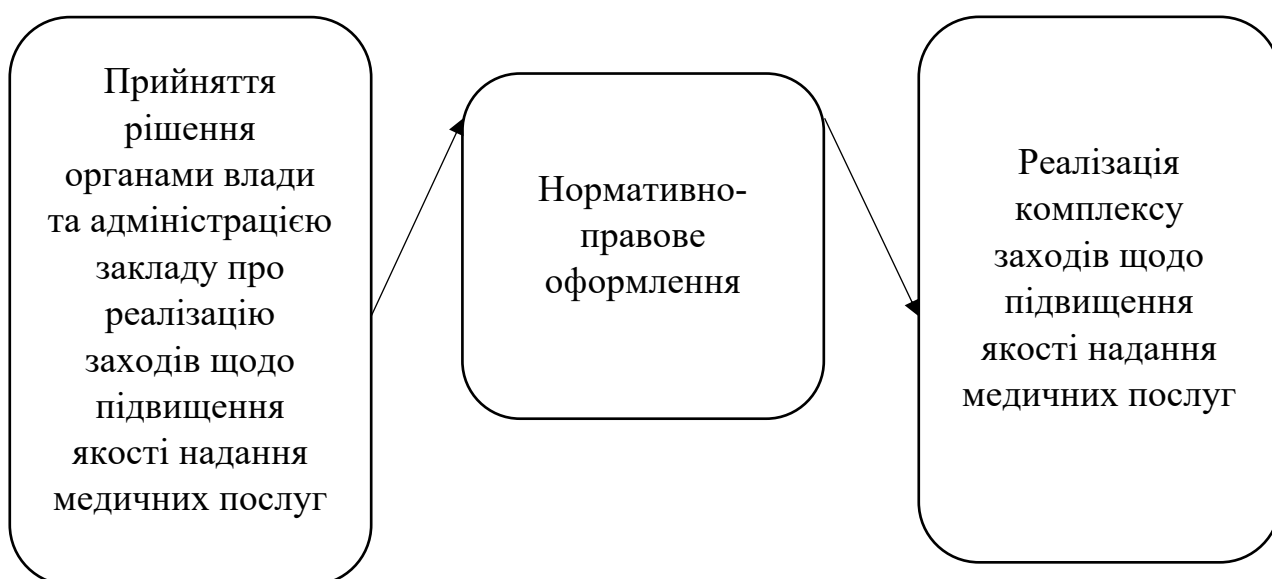 Прийняття
рішення
органами влади
та адміністрацією
закладу про
реалізацію
заходів щодо
підвищення
якості надання
медичних послуг
Нормативно-
правове
оформлення
Реалізація
комплексу
заходів щодо
підвищення
якості надання
медичних послуг